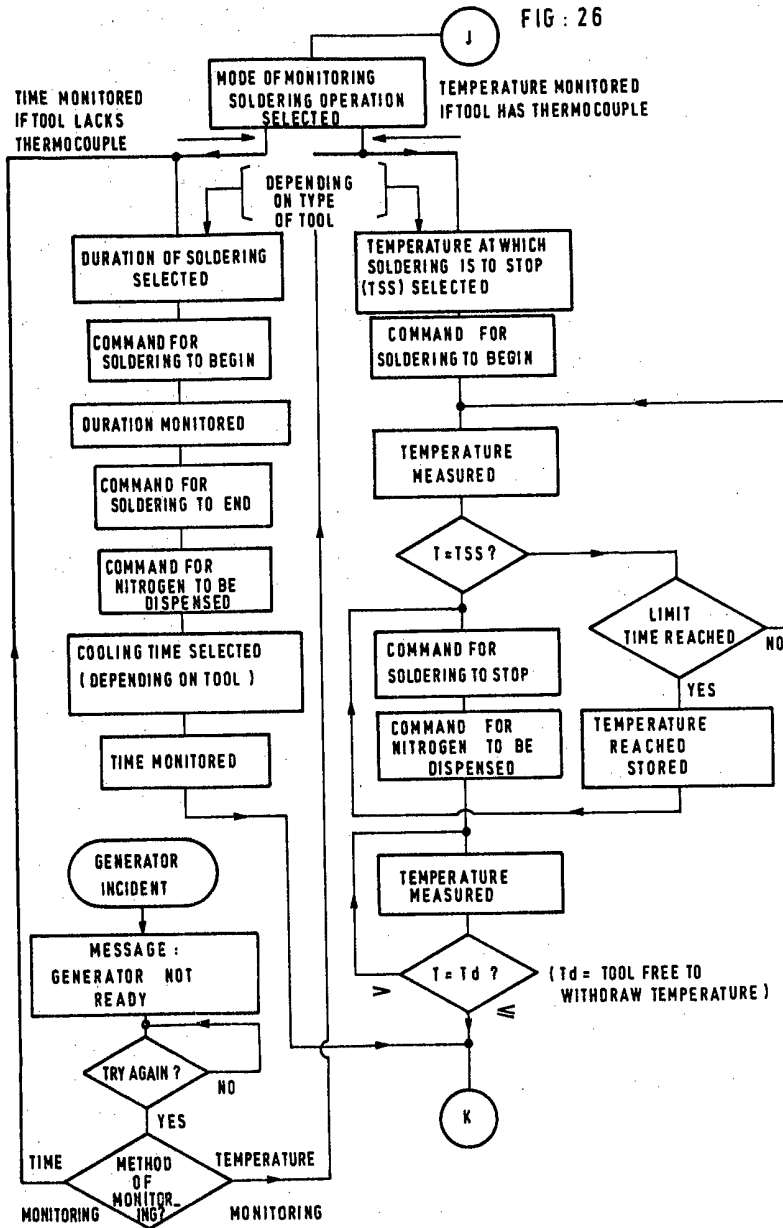 FIG : 26
J
MODE OF MONITORING
SOLDERING OPERATION
SELECTED
TIME MONITORED
IF TOOL LACKS
THERMOCOUPLE
TEMPERATURE MONITORED
IF TOOL HAS THERMOCOUPLE
DEPENDING
ON TYPE
OF TOOL
DURATION OF SOLDERING
SELECTED
COMMAND FOR
SOLDERING TO BEGIN
DURATION MONITORED
COMMAND FOR
SOLDERING TO END
COMMAND FOR
NITROGEN TO BE
DISPENSED
COOLING TIME SELECTED
( DEPENDING ON TOOL )
TIME MONITORED
TEMPERATURE AT WHICH
SOLDERING IS TO STOP
(TSS) SELECTED
COMMAND FOR
SOLDERING TO BEGIN
TEMPERATURE
MEASURED
T = TSS ?
LIMIT
TIME REACHED
NO
YES
TEMPERATURE
REACHED
STORED
COMMAND FOR
SOLDERING TO STOP
COMMAND FOR
NITROGEN TO BE
DISPENSED
TEMPERATURE
MEASURED
T = Td ?
>
≤
( Td = TOOL FREE TO
WITHDRAW TEMPERATURE )
K
GENERATOR
INCIDENT
MESSAGE :
GENERATOR NOT
READY
TRY AGAIN ?
NO
YES
METHOD
OF
MONITOR_
ING?
TIME
MONITORING
TEMPERATURE
MONITORING